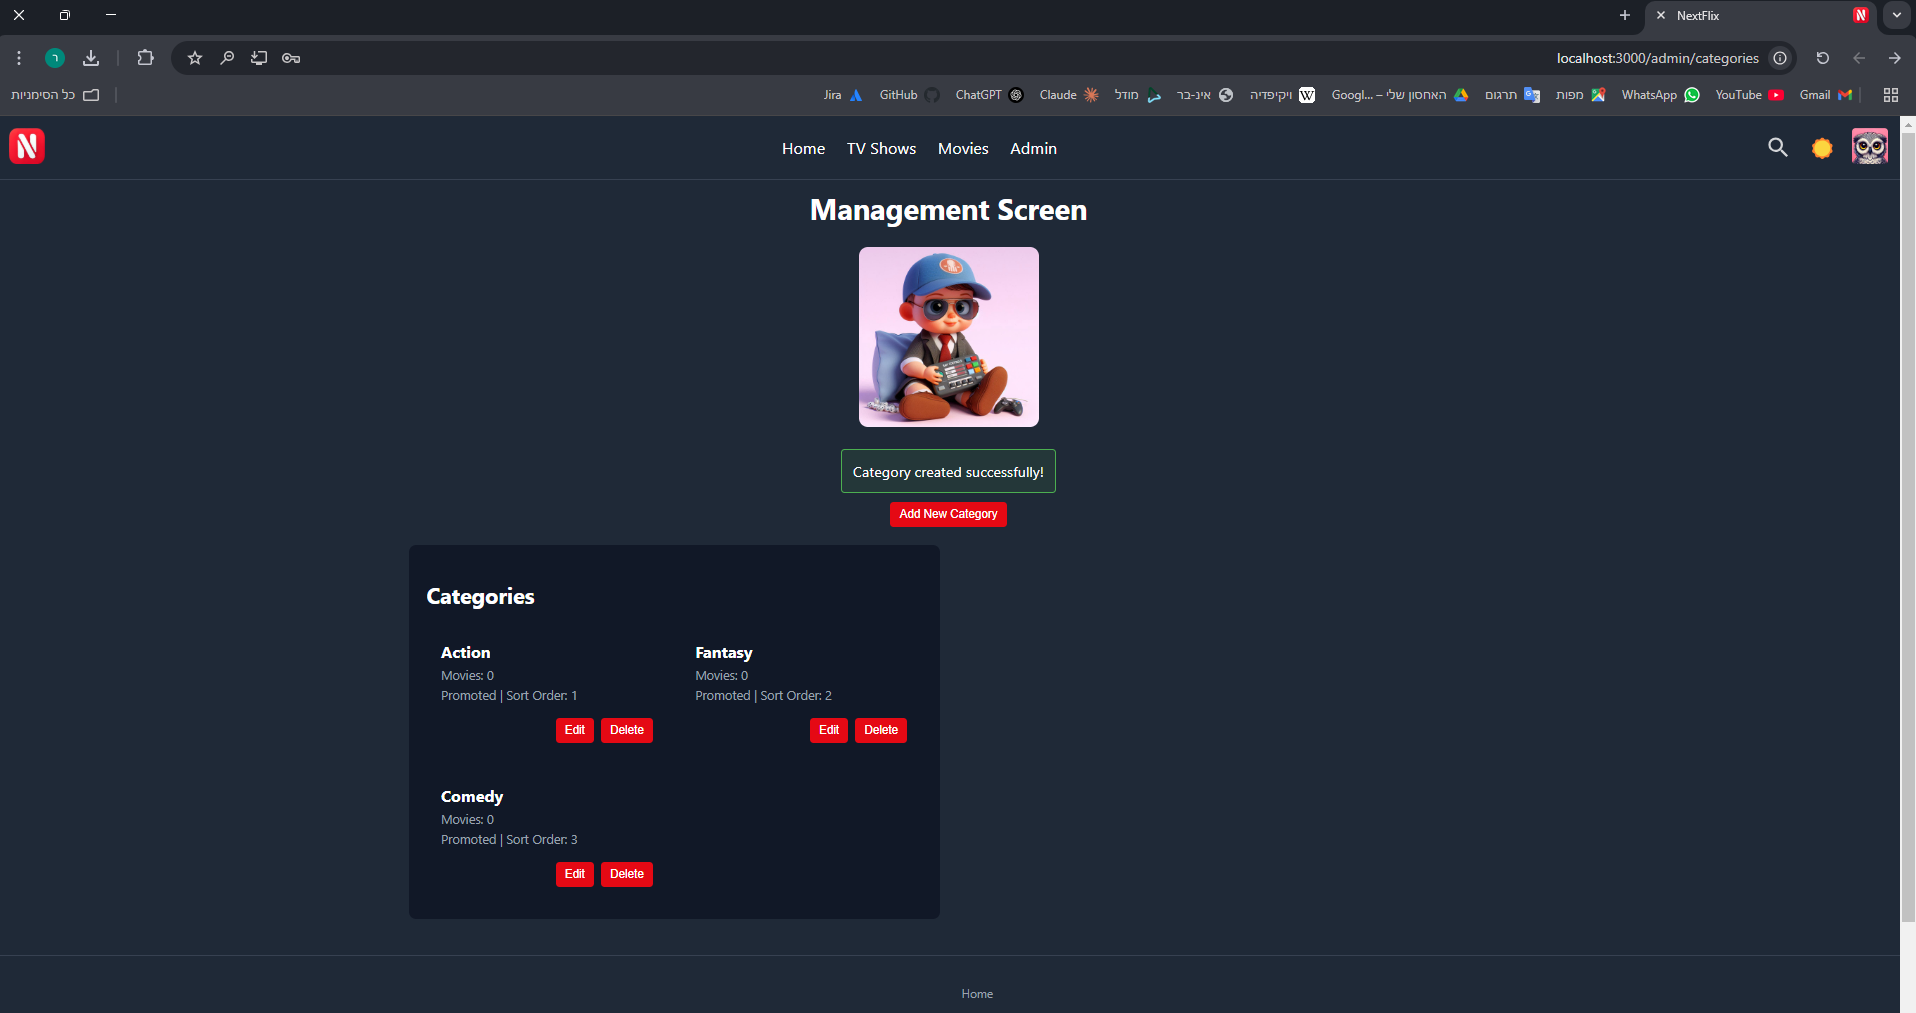 NextFlix
localhost:3000/admin/categories
כל הסימניות
Jira
GitHub
ChatGPT
Claude
מודל
אינ-בר
ויקיפדיה
האחסון שלי – Googl...
תרגום
מפות
WhatsApp
YouTube
Gmail
Home TV Shows Movies Admin
Management Screen
Category created successfully!
Add New Category
Categories
Action
Movies: 0
Promoted | Sort Order: 1
Edit Delete
Fantasy
Movies: 0
Promoted | Sort Order: 2
Edit Delete
Comedy
Movies: 0
Promoted | Sort Order: 3
Edit Delete
Home